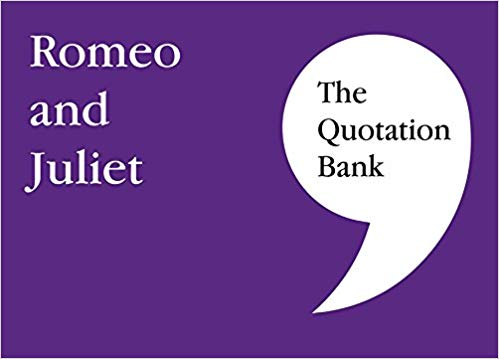 Romeo
and
Juliet
The
Quotation
Bank